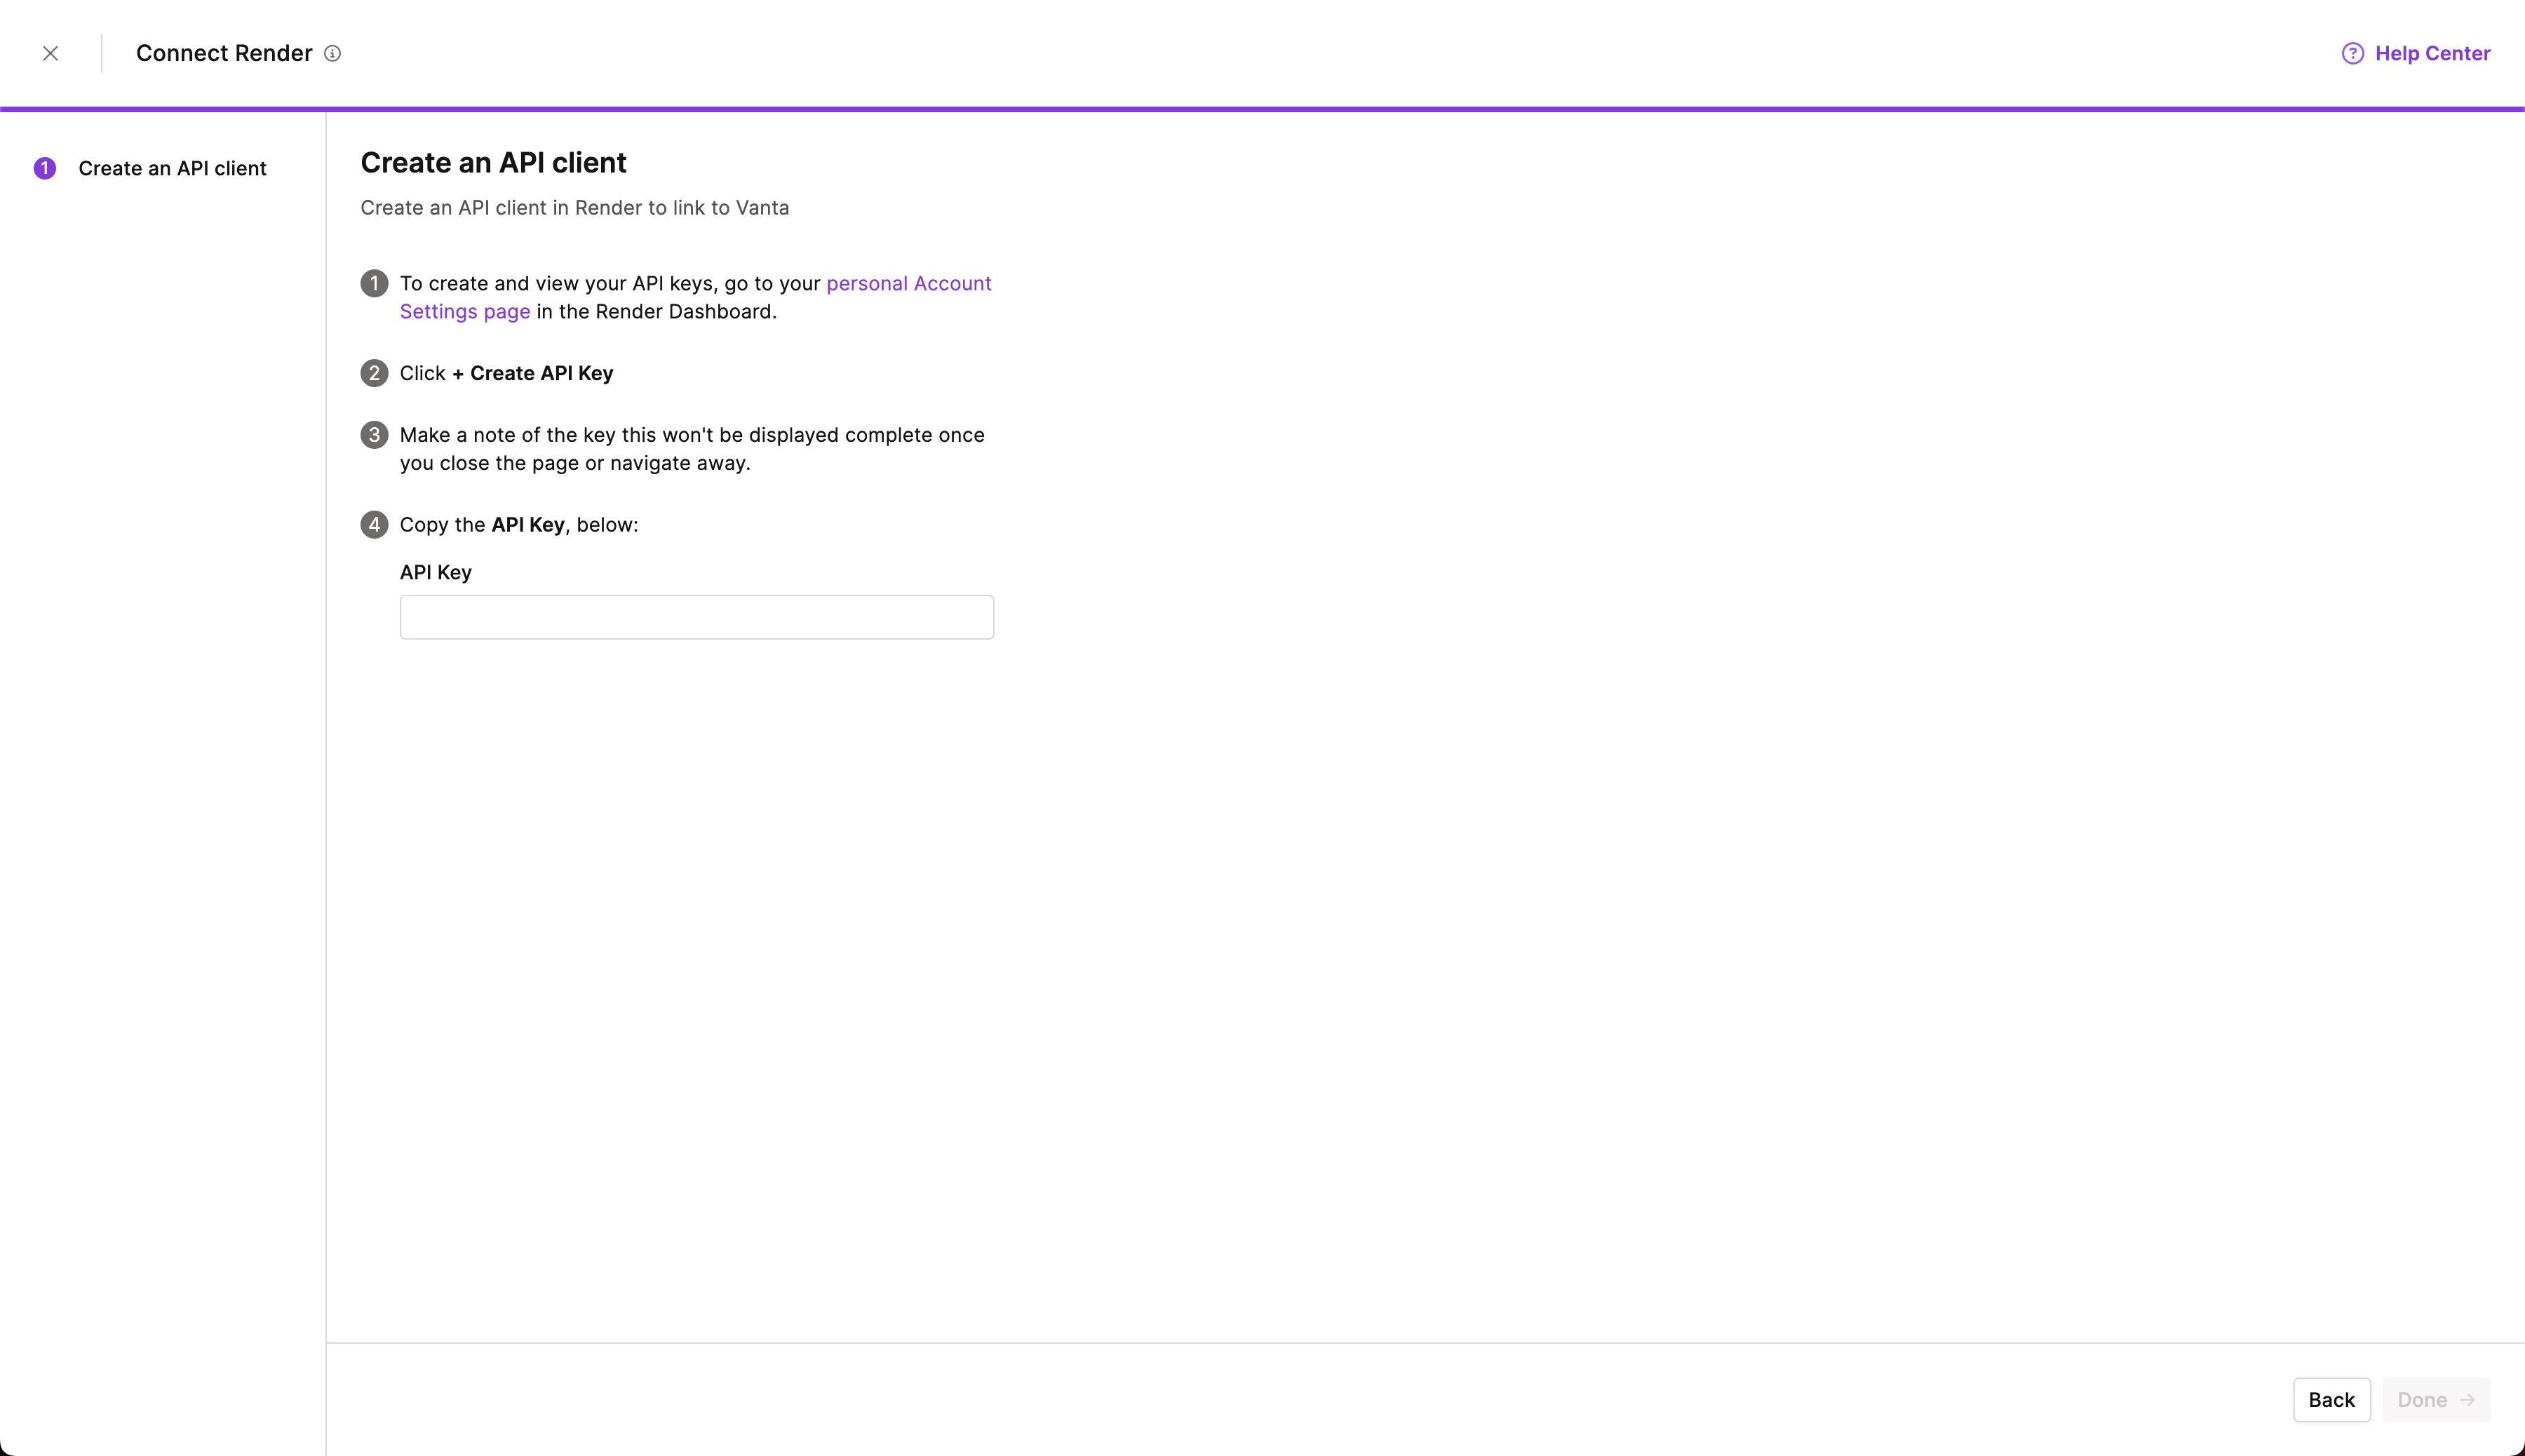 Connect Render
Help Center
1 Create an API client
Create an API client
Create an API client in Render to link to Vanta
1 To create and view your API keys, go to your personal Account
Settings page in the Render Dashboard.
2 Click + Create API Key
3 Make a note of the key this won't be displayed complete once
you close the page or navigate away.
4 Copy the API Key, below:
API Key
Back
Done